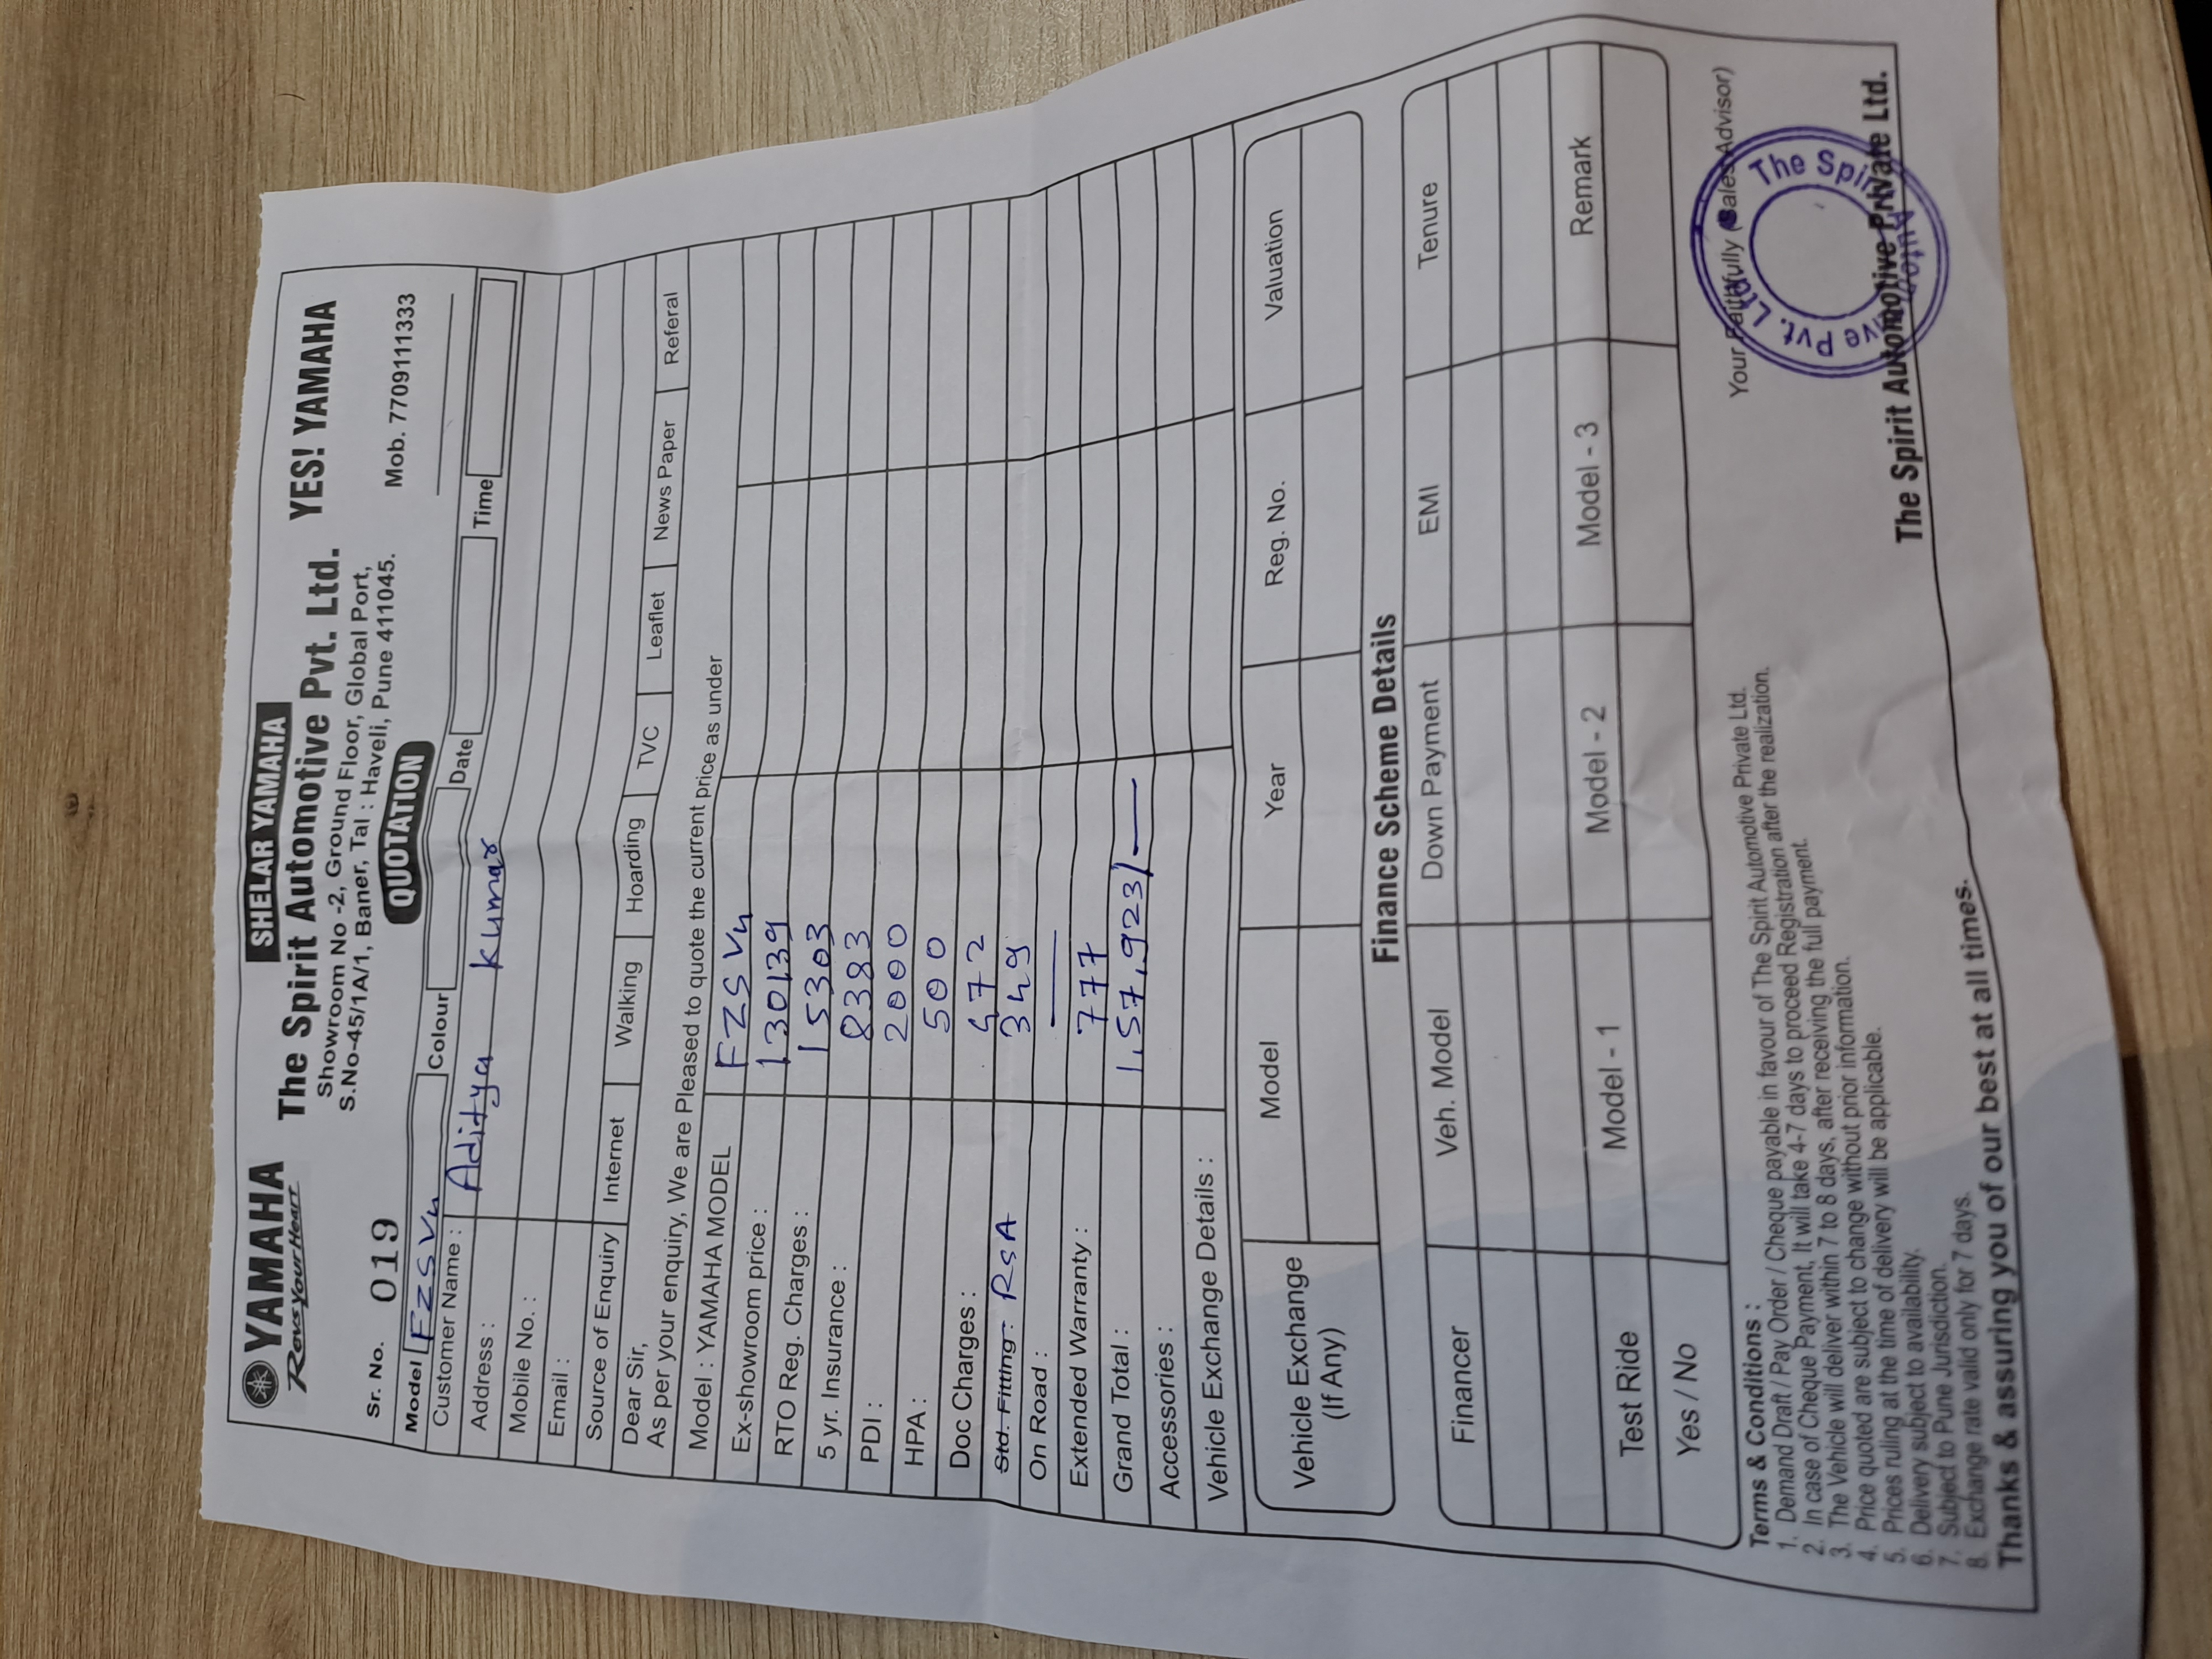 YAMAHA
Revs Your Heart
SHELAR YAMAHA
The Spirit Automotive Pvt. Ltd.
YES! YAMAHA
Showroom No -2, Ground Floor, Global Port,
S.No-45/1A/1, Baner, Tal : Haveli, Pune 411045.
Mob. 7709111333
Sr. No. 019
QUOTATION
Model FZS V4 Colour Date Time
Customer Name : Aditya Kumar
Address :
Mobile No. :
Email :
Source of Enquiry Internet Walking Hoarding TVC Leaflet News Paper Referal
Dear Sir,
As per your enquiry, We are Pleased to quote the current price as under
Model : YAMAHA MODEL FZS V4
Ex-showroom price : 130139
RTO Reg. Charges : 15303
5 yr. Insurance : 8383
PDI : 2000
HPA : 500
Doc Charges : 472
Std. Fitting : RSA 349
On Road : —
Extended Warranty : 777
Grand Total : 1,57,923/—
Accessories :
Vehicle Exchange Details :
Vehicle Exchange (If Any) Model Year Reg. No. Valuation
Finance Scheme Details
Financer Veh. Model Down Payment EMI Tenure
Test Ride Model - 1 Model - 2 Model - 3 Remark
Yes / No
Terms & Conditions :
1. Demand Draft / Pay Order / Cheque payable in favour of The Spirit Automotive Private Ltd.
2. In case of Cheque Payment, It will take 4-7 days to proceed Registration after the realization.
3. The Vehicle will deliver within 7 to 8 days, after receiving the full payment.
4. Price quoted are subject to change without prior information.
5. Prices ruling at the time of delivery will be applicable.
6. Delivery subject to availability.
7. Subject to Pune Jurisdiction.
8. Exchange rate valid only for 7 days.
Thanks & assuring you of our best at all times.
Your Faithfully (Sales Advisor)
The Spirit Automotive Pvt. Ltd.
The Spirit Automotive Private Ltd.